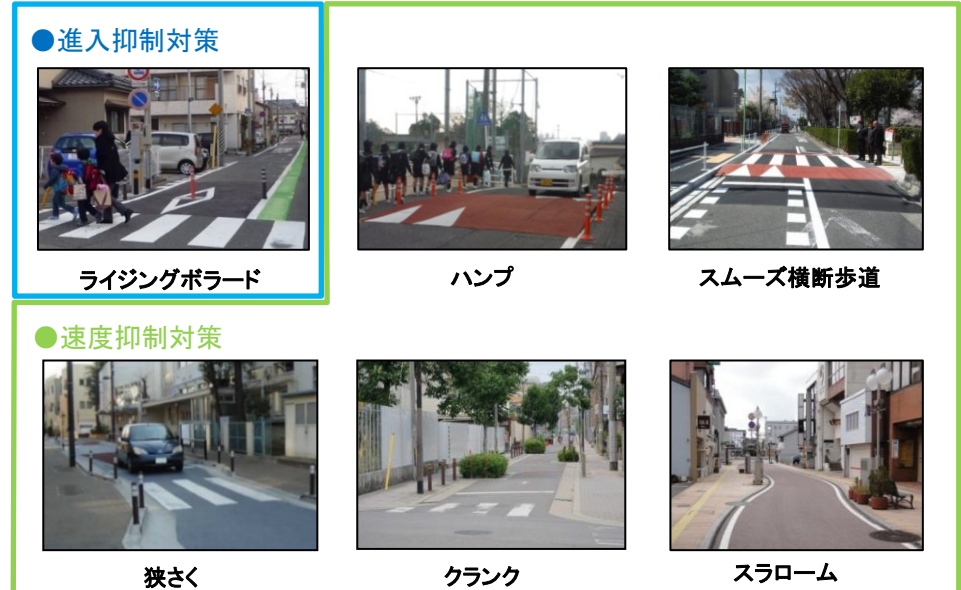 ●進入抑制対策
ライジングボラード
ハンプ
スムーズ横断歩道
●速度抑制対策
狭さく
クランク
スラローム